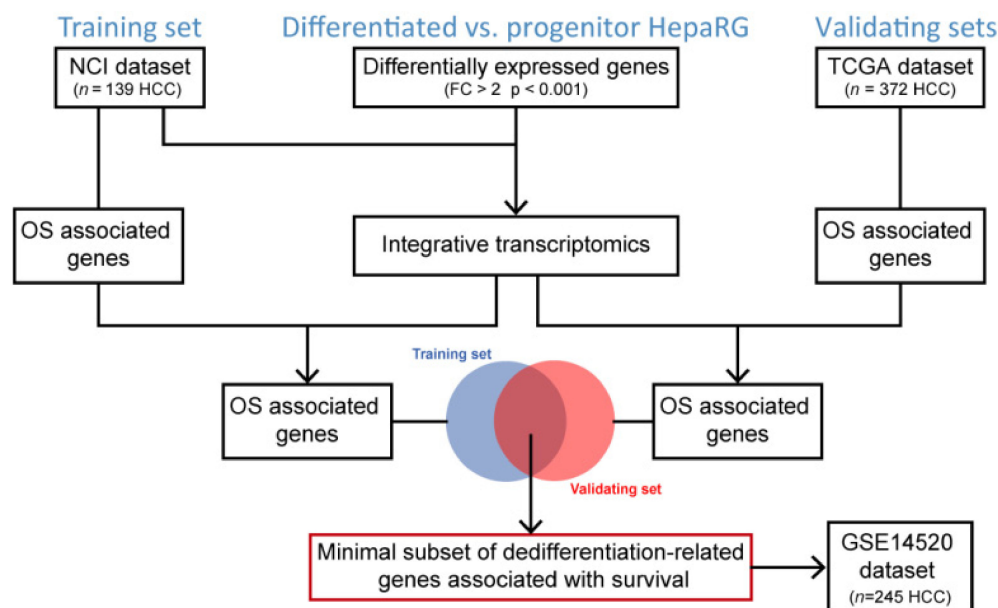 Training set
Differentiated vs. progenitor HepaRG
Validating sets
NCI dataset
(n = 139 HCC)
Differentially expressed genes
(FC > 2 p < 0.001)
TCGA dataset
(n = 372 HCC)
OS associated
genes
Integrative transcriptomics
OS associated
genes
Training set
OS associated
genes
OS associated
genes
Validating set
Minimal subset of dedifferentiation-related
genes associated with survival
GSE14520
dataset
(n=245 HCC)